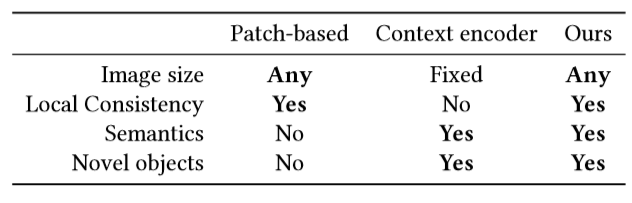 Patch-based Context encoder Ours
Image size Any Fixed Any
Local Consistency Yes No Yes
Semantics No Yes Yes
Novel objects No Yes Yes